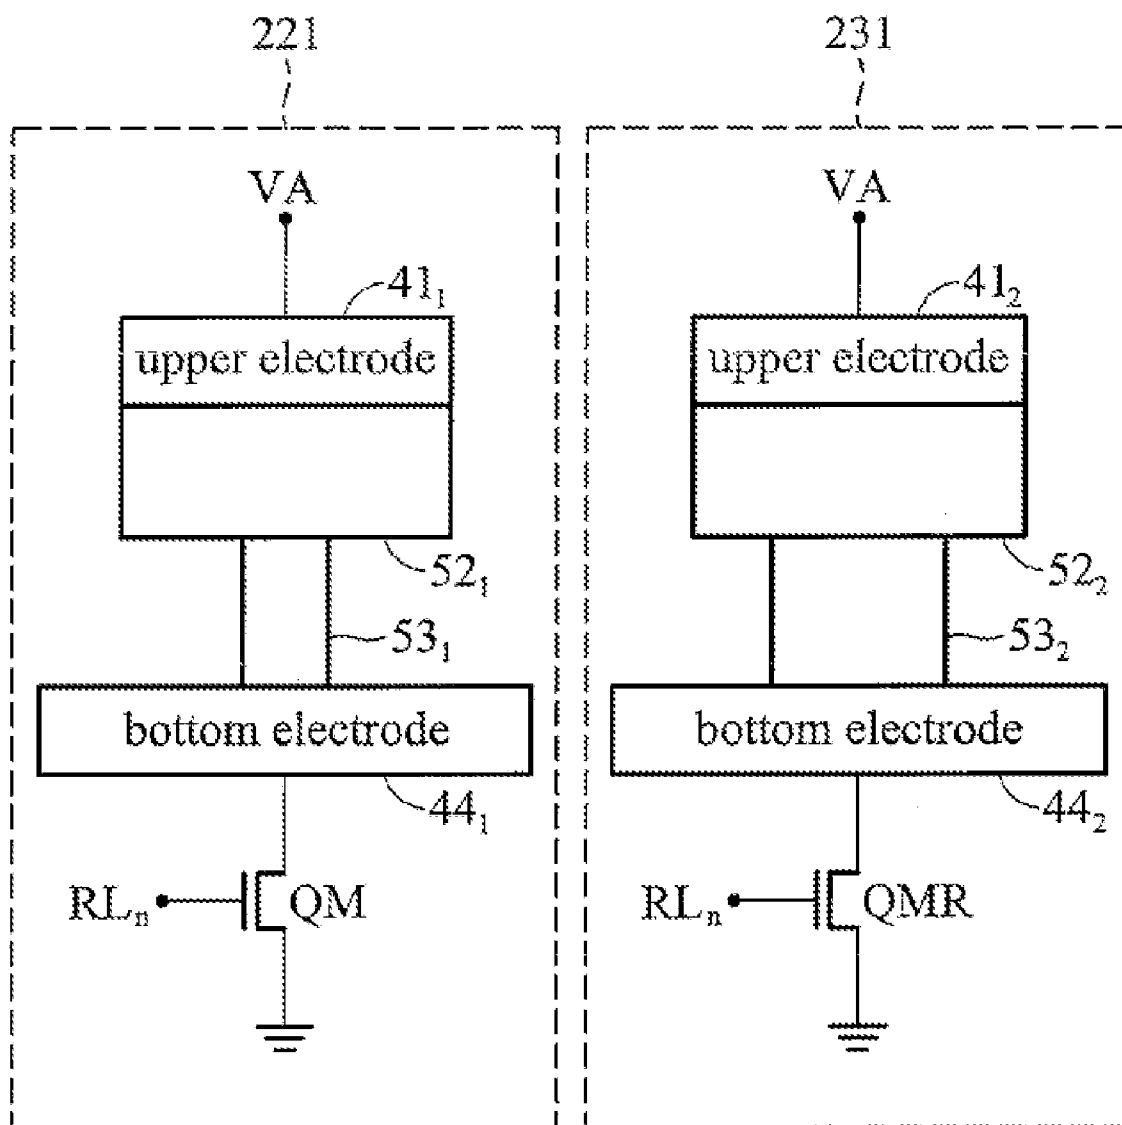 221
231
VA
VA
41₁
41₂
upper electrode
upper electrode
52₁
52₂
53₁
53₂
bottom electrode
bottom electrode
44₁
44₂
RLₙ
QM
RLₙ
QMR